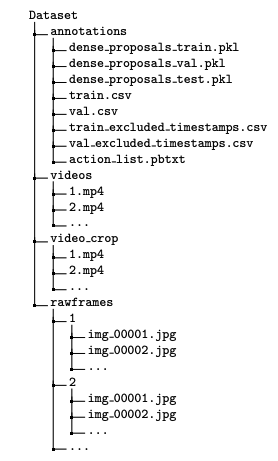 Dataset
annotations
dense_proposals_train.pkl
dense_proposals_val.pkl
dense_proposals_test.pkl
train.csv
val.csv
train_excluded_timestamps.csv
val_excluded_timestamps.csv
action_list.pbtxt
videos
1.mp4
2.mp4
...
video_crop
1.mp4
2.mp4
...
rawframes
1
img_00001.jpg
img_00002.jpg
...
2
img_00001.jpg
img_00002.jpg
...
...